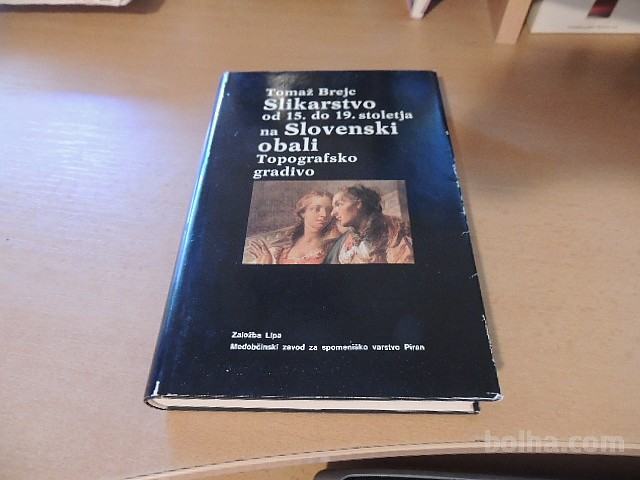 Tomaž Brejc
Slikarstvo
od 15. do 19. stoletja
na Slovenski
obali
Topografsko
gradivo
Založba Lipa
Medobčinski zavod za spomeniško varstvo Piran
bolha.com